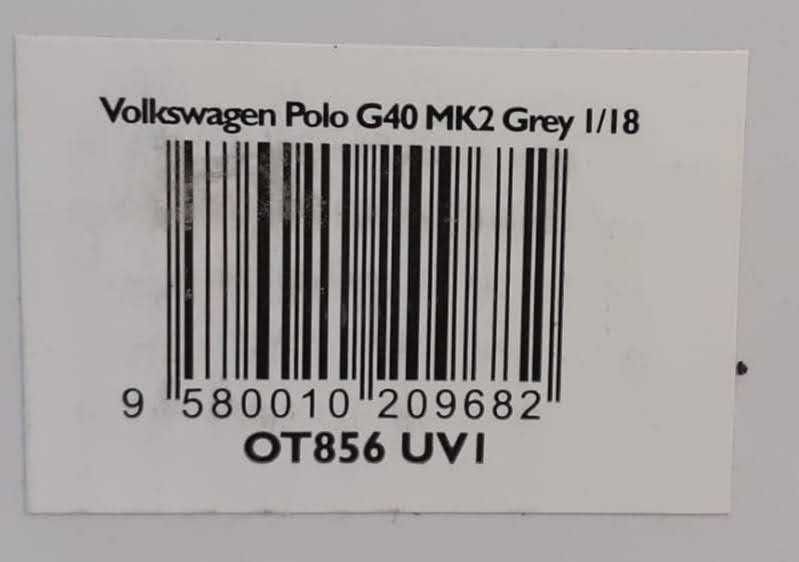 Volkswagen Polo G40 MK2 Grey 1/18
9 580010 209682
OT856 UV1